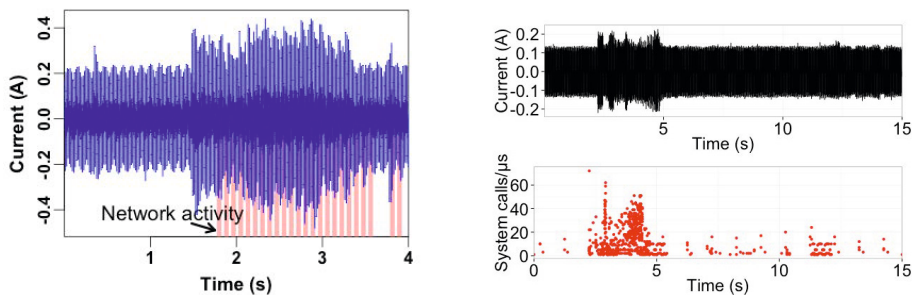 0.4
0.2
0.0
-0.2
-0.4
Current (A)
Network activity
1 2 3 4
Time (s)
0.2
0.1
0.0
-0.1
-0.2
Current (A)
5 10 15
Time (s)
60
40
20
0
System calls/µs
0 5 10 15
Time (s)